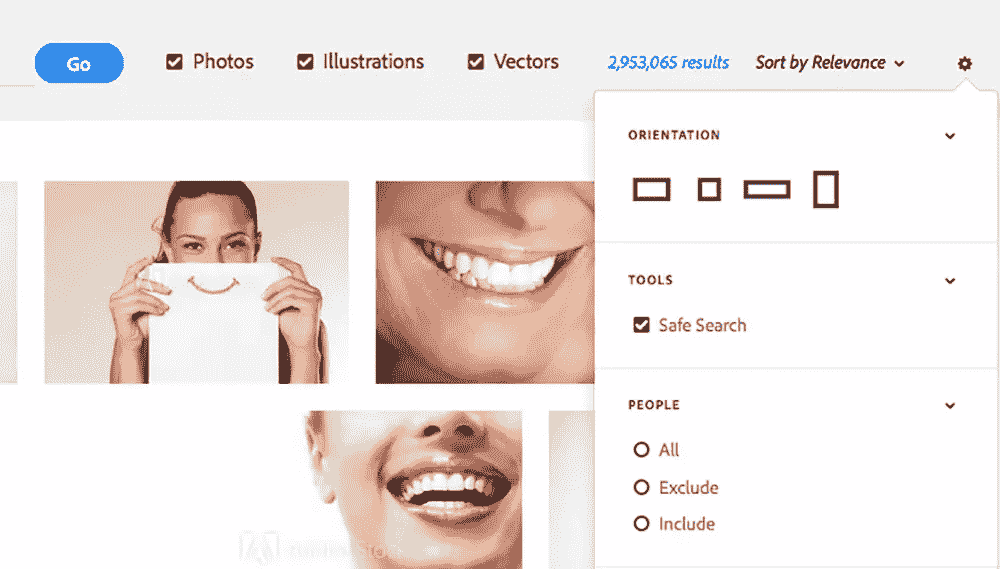 Go Photos Illustrations Vectors 2,953,065 results Sort by Relevance
ORIENTATION
TOOLS
Safe Search
PEOPLE
All
Exclude
Include